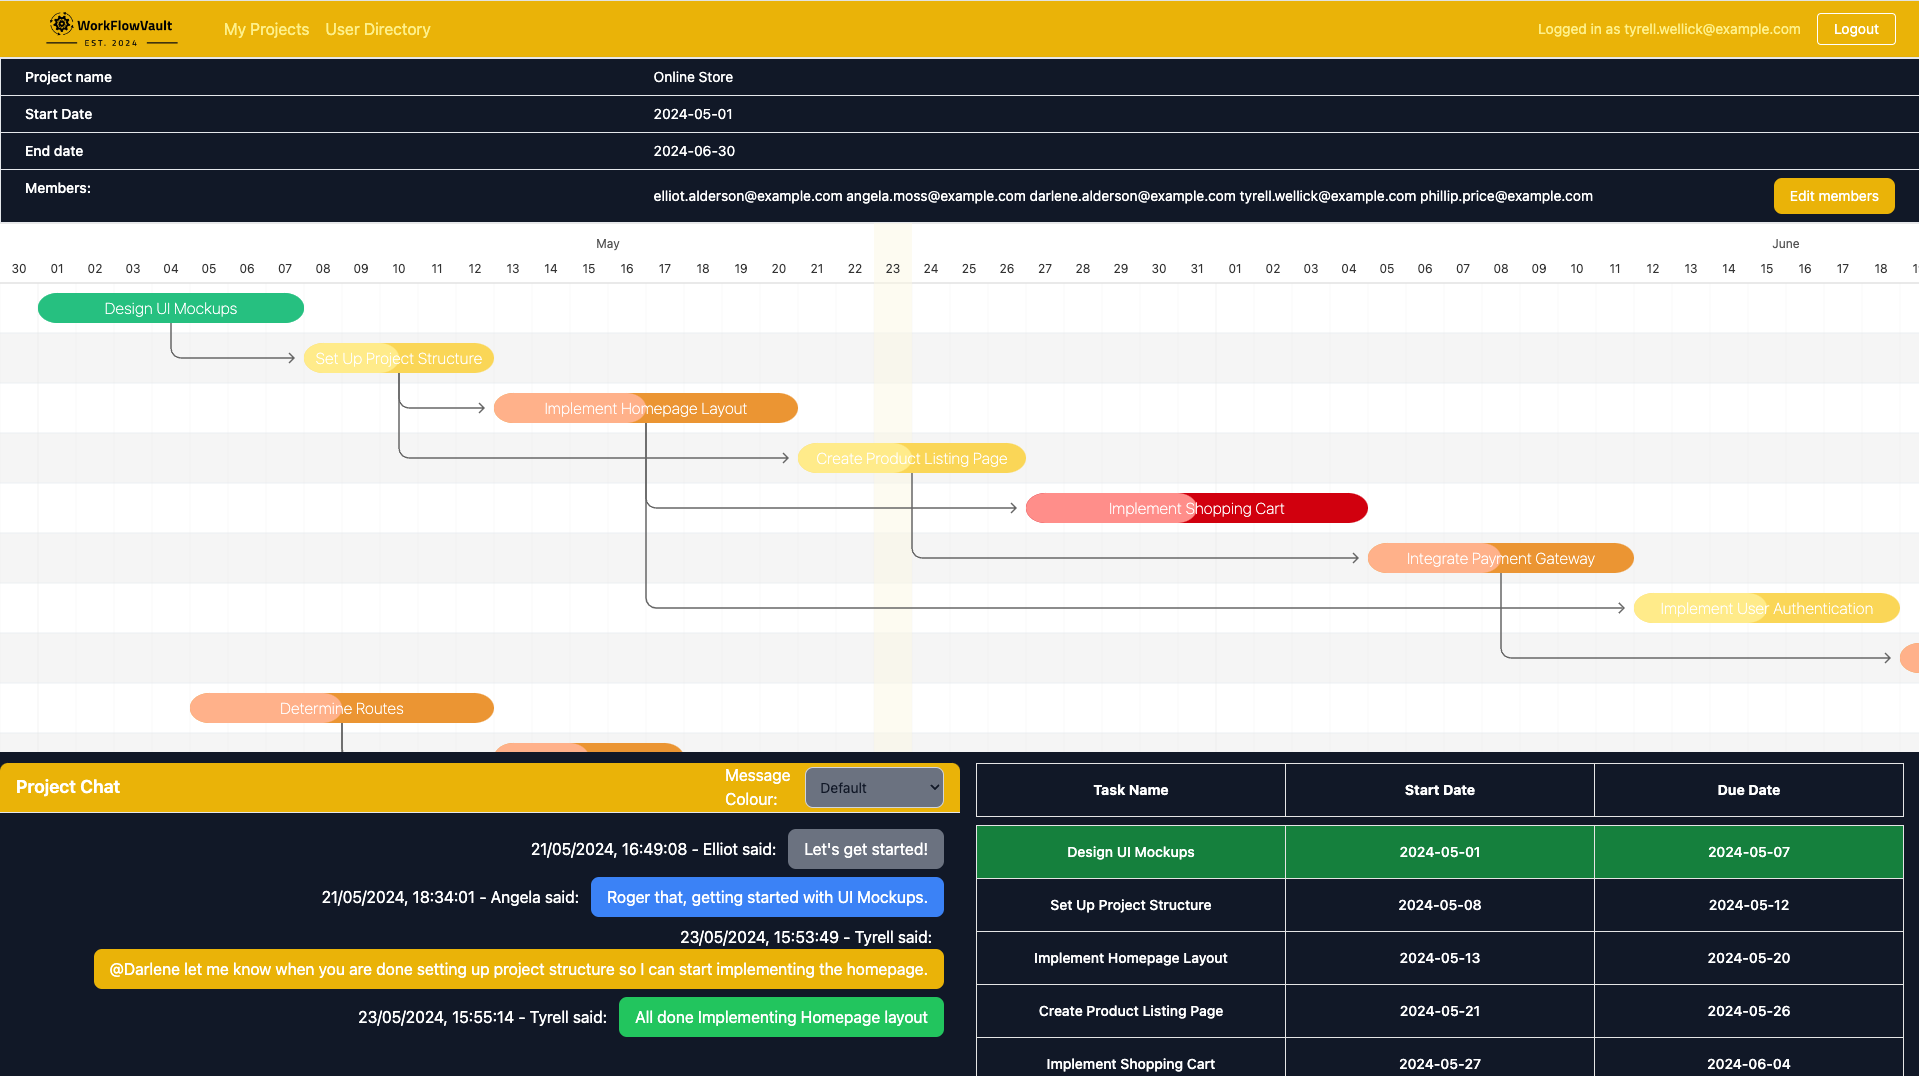 WorkFlowVault
EST. 2024
My Projects User Directory
Logged in as tyrell.wellick@example.com Logout
Project name Online Store
Start Date 2024-05-01
End date 2024-06-30
Members: elliot.alderson@example.com angela.moss@example.com darlene.alderson@example.com tyrell.wellick@example.com phillip.price@example.com Edit members
May June
30 01 02 03 04 05 06 07 08 09 10 11 12 13 14 15 16 17 18 19 20 21 22 23 24 25 26 27 28 29 30 31 01 02 03 04 05 06 07 08 09 10 11 12 13 14 15 16 17 18
Design UI Mockups
Set Up Project Structure
Implement Homepage Layout
Create Product Listing Page
Implement Shopping Cart
Integrate Payment Gateway
Implement User Authentication
Determine Routes
Project Chat
Message
Colour:
Default
21/05/2024, 16:49:08 - Elliot said: Let's get started!
21/05/2024, 18:34:01 - Angela said: Roger that, getting started with UI Mockups.
23/05/2024, 15:53:49 - Tyrell said:
@Darlene let me know when you are done setting up project structure so I can start implementing the homepage.
23/05/2024, 15:55:14 - Tyrell said: All done Implementing Homepage layout
Task Name Start Date Due Date
Design UI Mockups 2024-05-01 2024-05-07
Set Up Project Structure 2024-05-08 2024-05-12
Implement Homepage Layout 2024-05-13 2024-05-20
Create Product Listing Page 2024-05-21 2024-05-26
Implement Shopping Cart 2024-05-27 2024-06-04